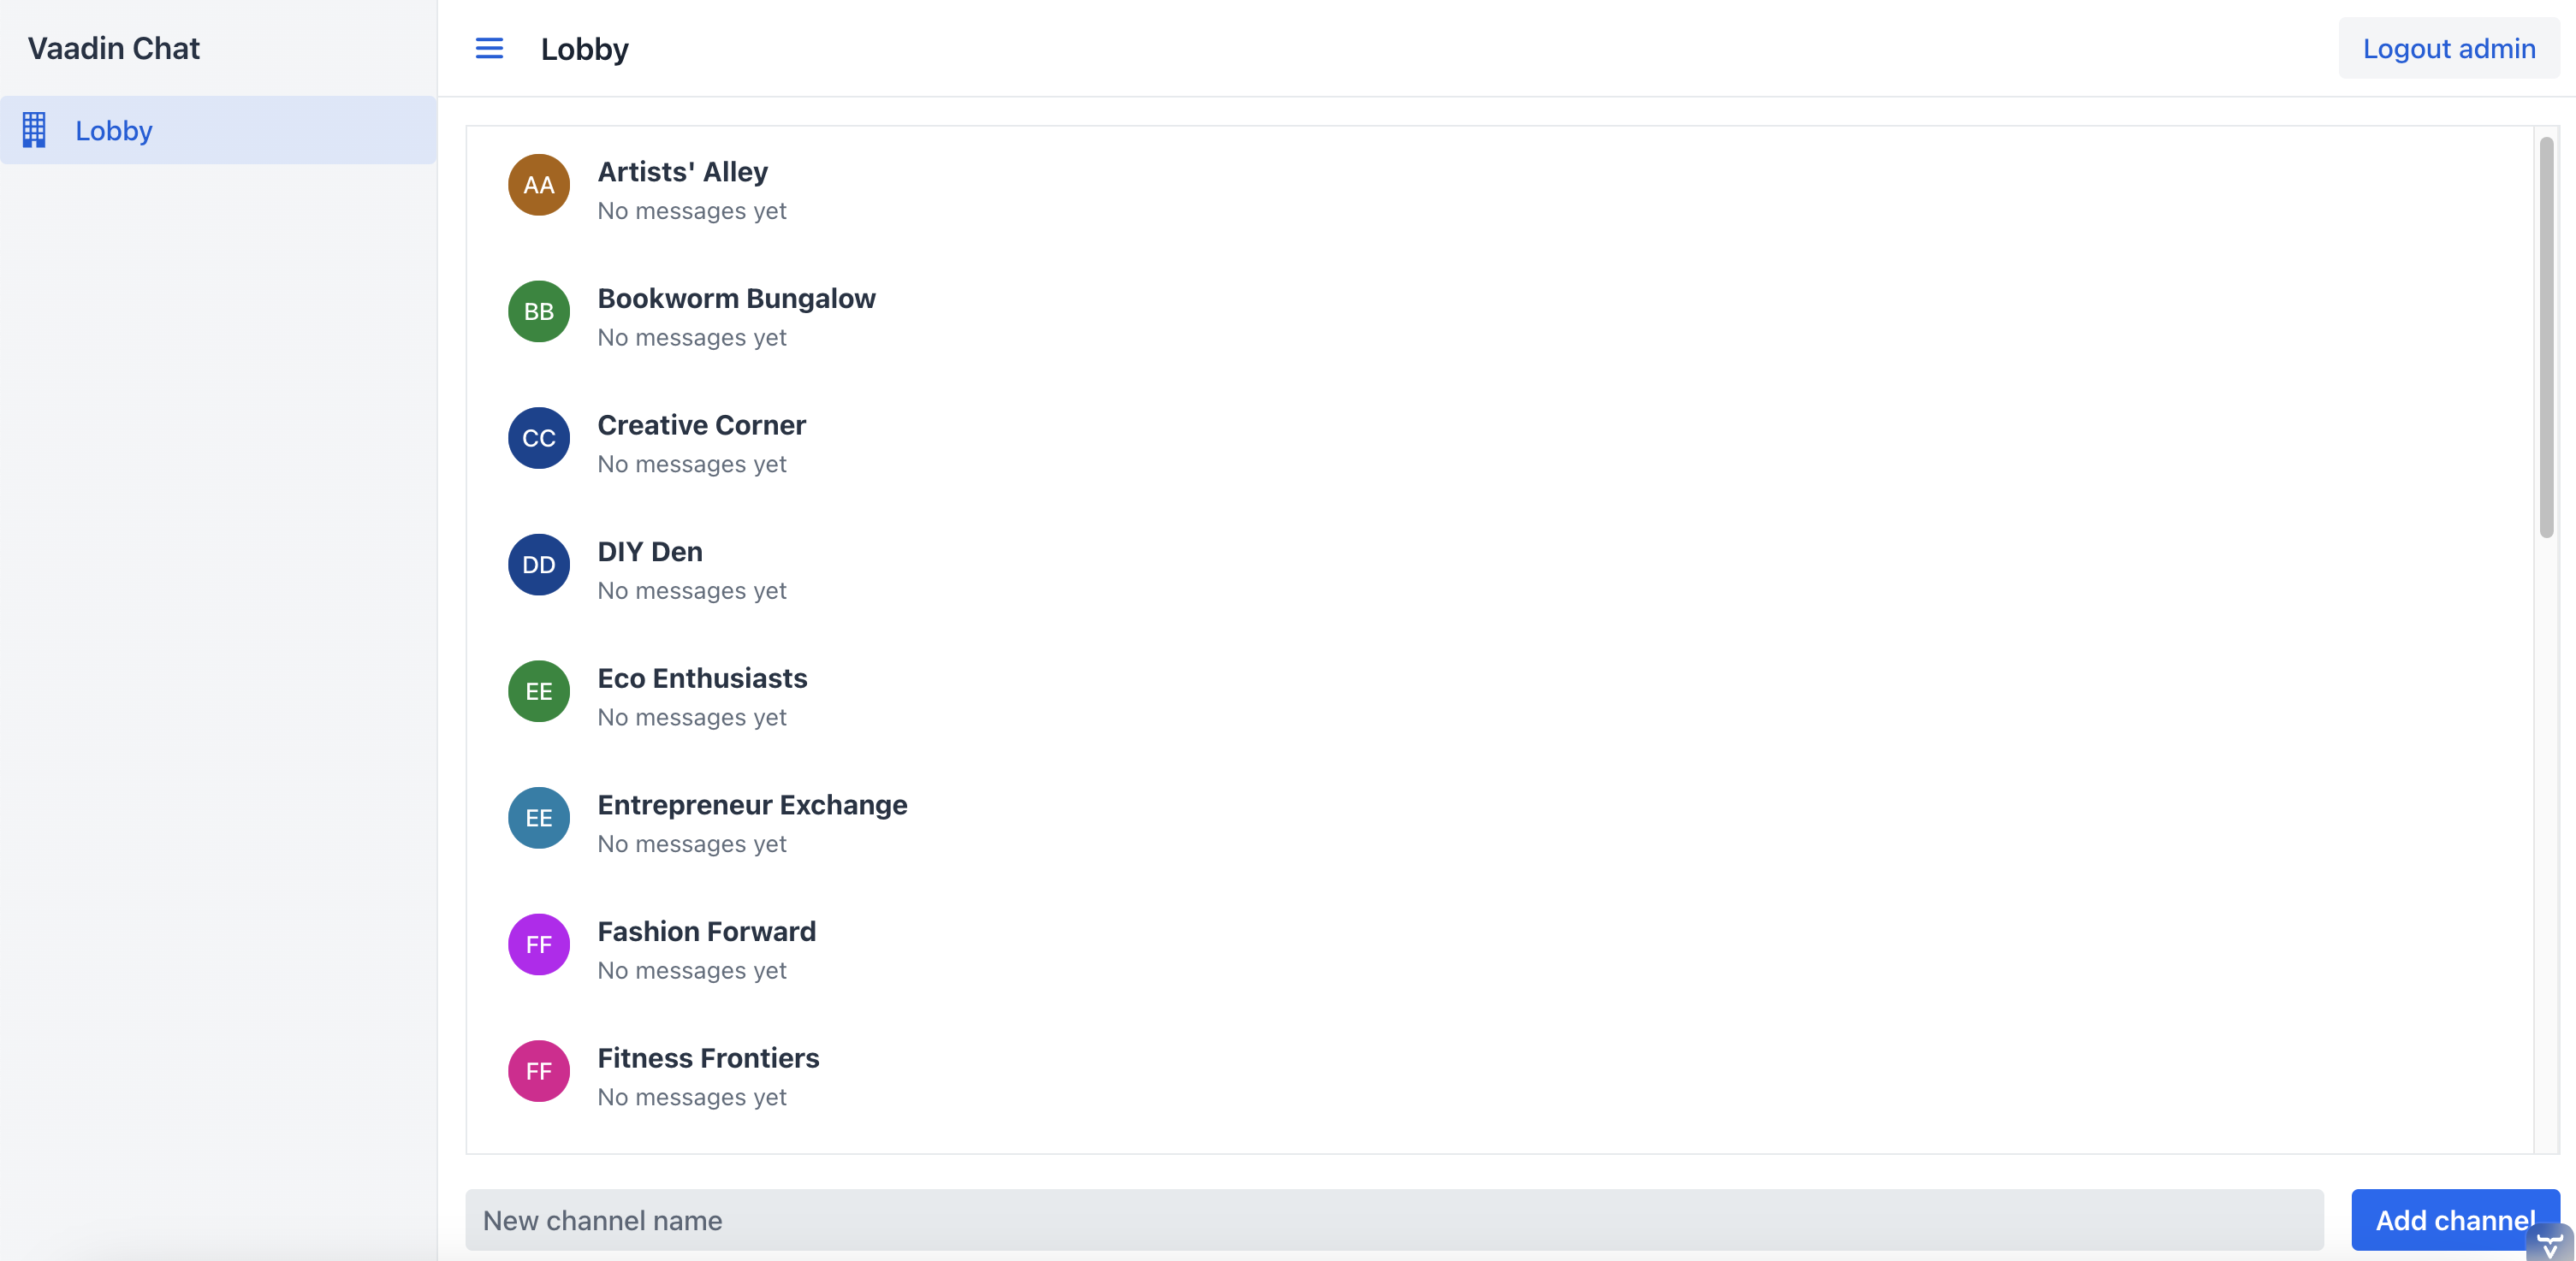 Vaadin Chat
Lobby
Lobby
Logout admin
AA
Artists' Alley
No messages yet
BB
Bookworm Bungalow
No messages yet
CC
Creative Corner
No messages yet
DD
DIY Den
No messages yet
EE
Eco Enthusiasts
No messages yet
EE
Entrepreneur Exchange
No messages yet
FF
Fashion Forward
No messages yet
FF
Fitness Frontiers
No messages yet
New channel name
Add channel